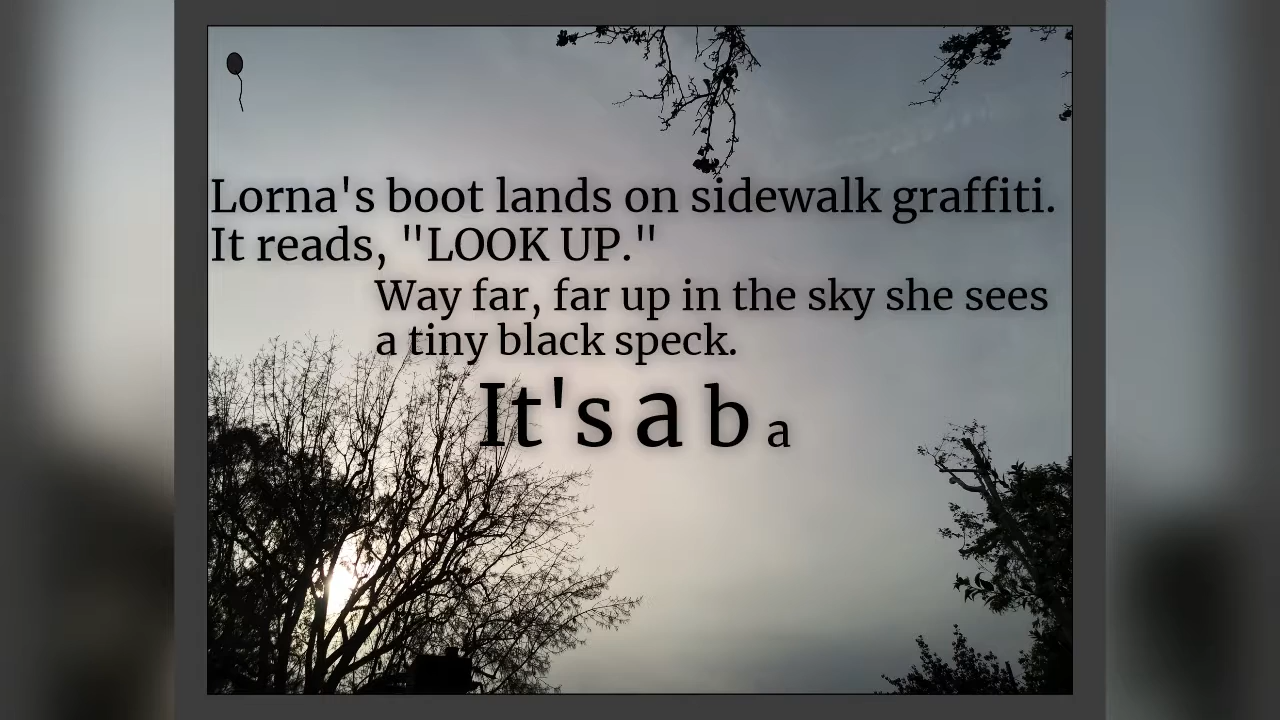 Lorna's boot lands on sidewalk graffiti.
It reads, "LOOK UP."
Way far, far up in the sky she sees
a tiny black speck.
It's a b a